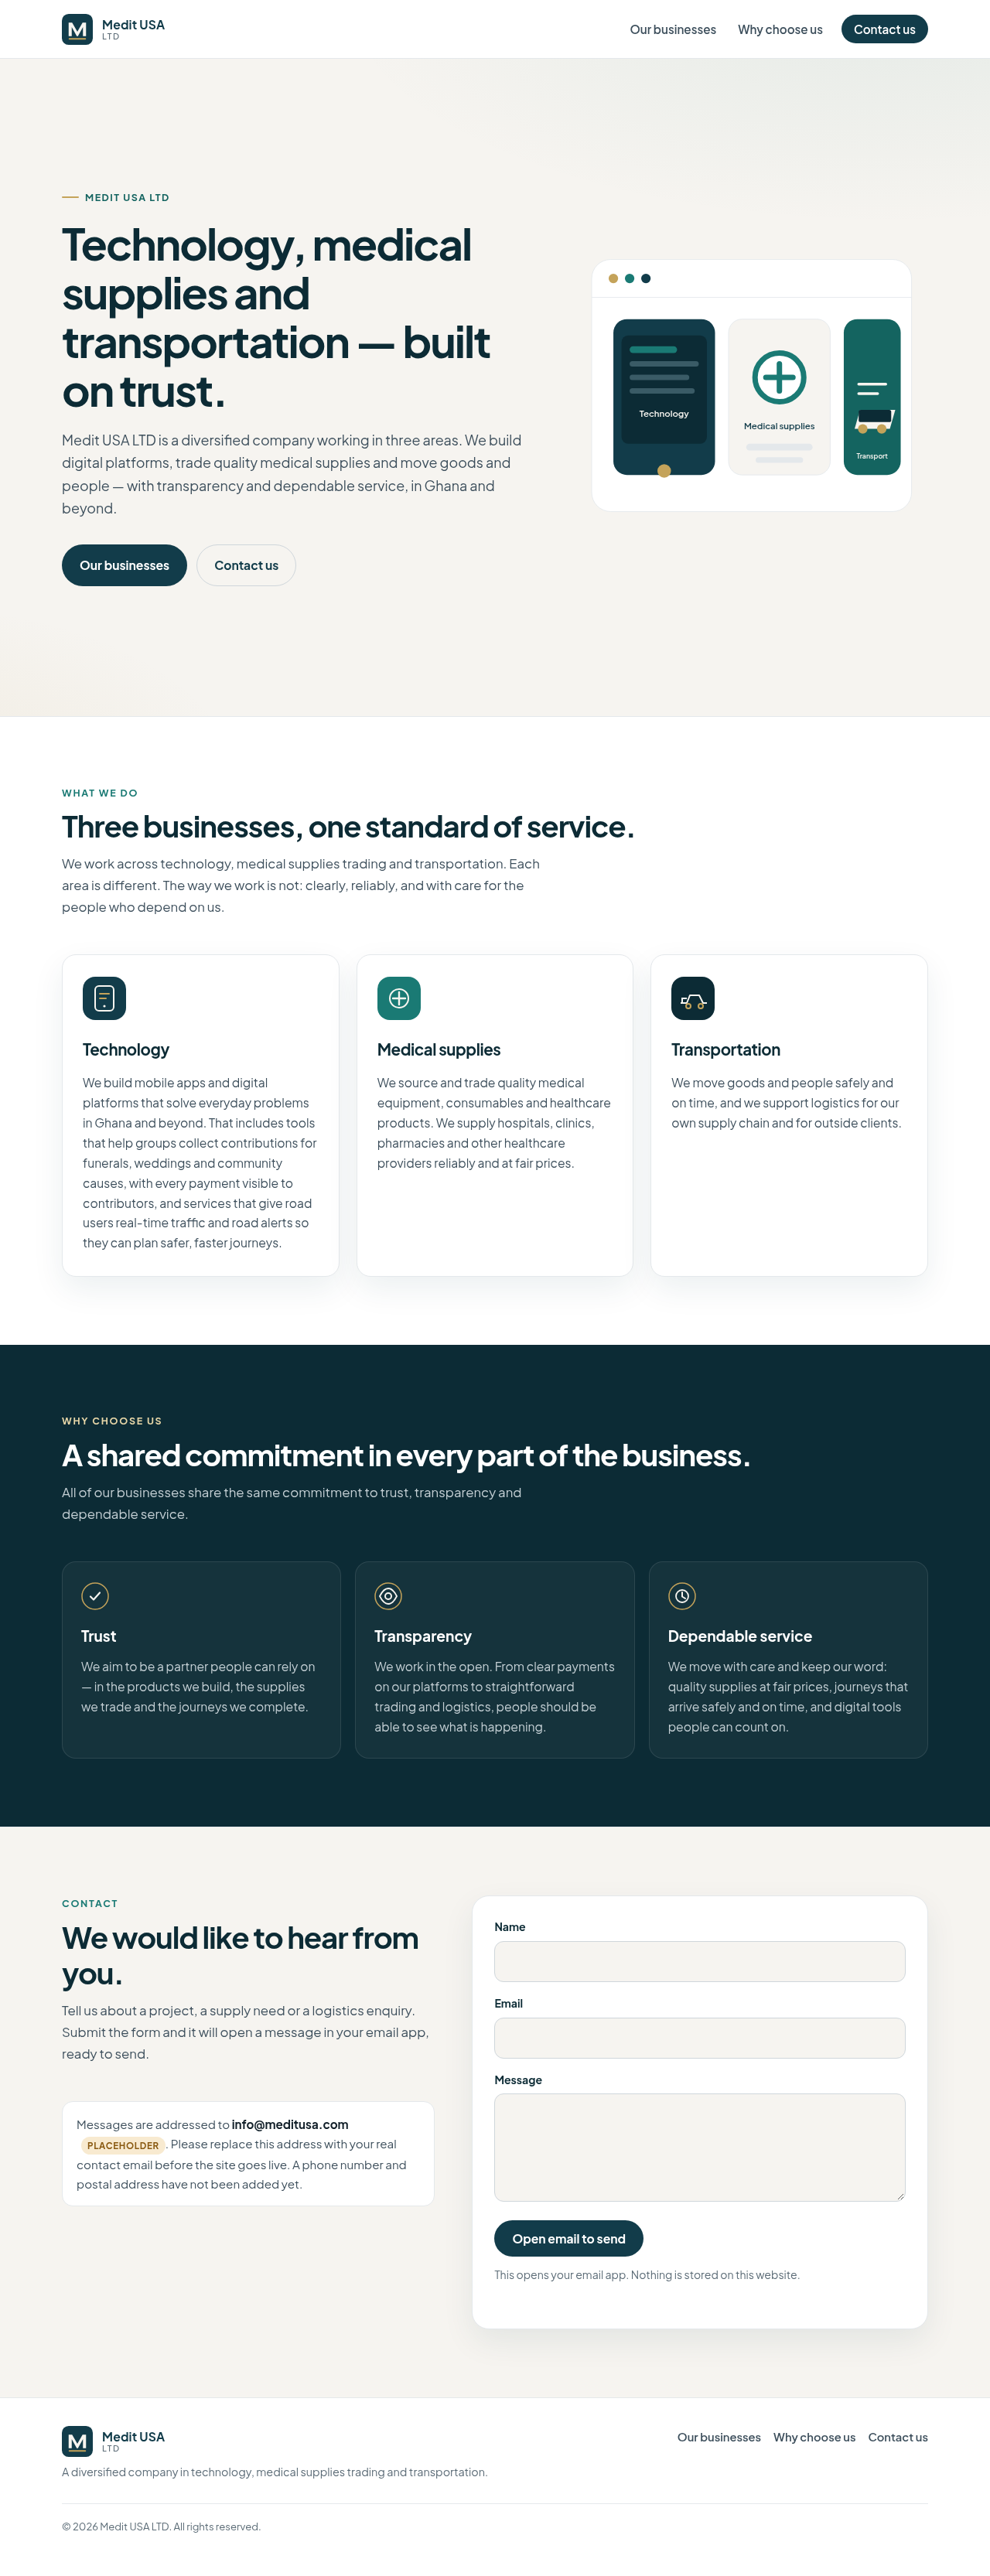 M
Medit USA
LTD
Our businesses
Why choose us
Contact us
MEDIT USA LTD
Technology, medical
supplies and
transportation — built
on trust.
Medit USA LTD is a diversified company working in three areas. We build
digital platforms, trade quality medical supplies and move goods and
people — with transparency and dependable service, in Ghana and
beyond.
Our businesses
Contact us
Technology
Medical supplies
Transport
WHAT WE DO
Three businesses, one standard of service.
We work across technology, medical supplies trading and transportation. Each
area is different. The way we work is not: clearly, reliably, and with care for the
people who depend on us.
Technology
We build mobile apps and digital
platforms that solve everyday problems
in Ghana and beyond. That includes tools
that help groups collect contributions for
funerals, weddings and community
causes, with every payment visible to
contributors, and services that give road
users real-time traffic and road alerts so
they can plan safer, faster journeys.
Medical supplies
We source and trade quality medical
equipment, consumables and healthcare
products. We supply hospitals, clinics,
pharmacies and other healthcare
providers reliably and at fair prices.
Transportation
We move goods and people safely and
on time, and we support logistics for our
own supply chain and for outside clients.
WHY CHOOSE US
A shared commitment in every part of the business.
All of our businesses share the same commitment to trust, transparency and
dependable service.
Trust
We aim to be a partner people can rely on
— in the products we build, the supplies
we trade and the journeys we complete.
Transparency
We work in the open. From clear payments
on our platforms to straightforward
trading and logistics, people should be
able to see what is happening.
Dependable service
We move with care and keep our word:
quality supplies at fair prices, journeys that
arrive safely and on time, and digital tools
people can count on.
CONTACT
We would like to hear from
you.
Tell us about a project, a supply need or a logistics enquiry.
Submit the form and it will open a message in your email app,
ready to send.
Messages are addressed to info@meditusa.com
PLACEHOLDER. Please replace this address with your real
contact email before the site goes live. A phone number and
postal address have not been added yet.
Name
Email
Message
Open email to send
This opens your email app. Nothing is stored on this website.
M
Medit USA
LTD
A diversified company in technology, medical supplies trading and transportation.
Our businesses
Why choose us
Contact us
© 2026 Medit USA LTD. All rights reserved.